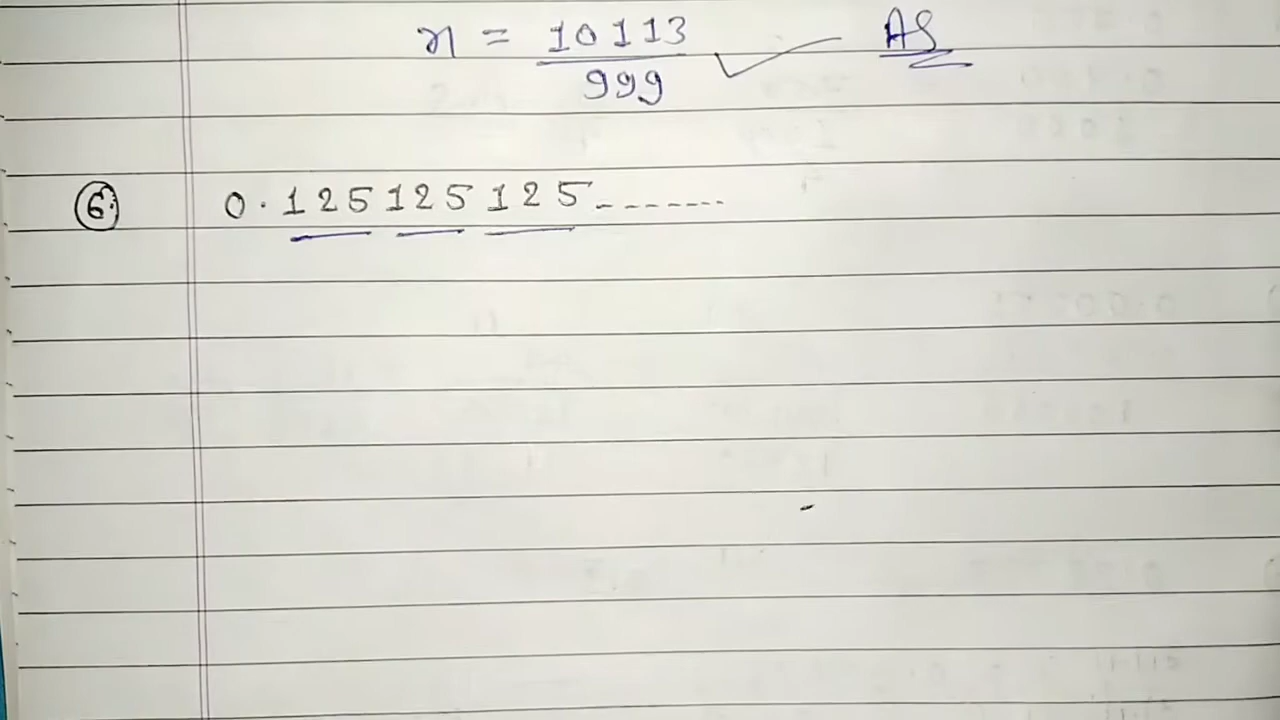 x = 10113/999 ✓ AS
6. 0.125125125.......